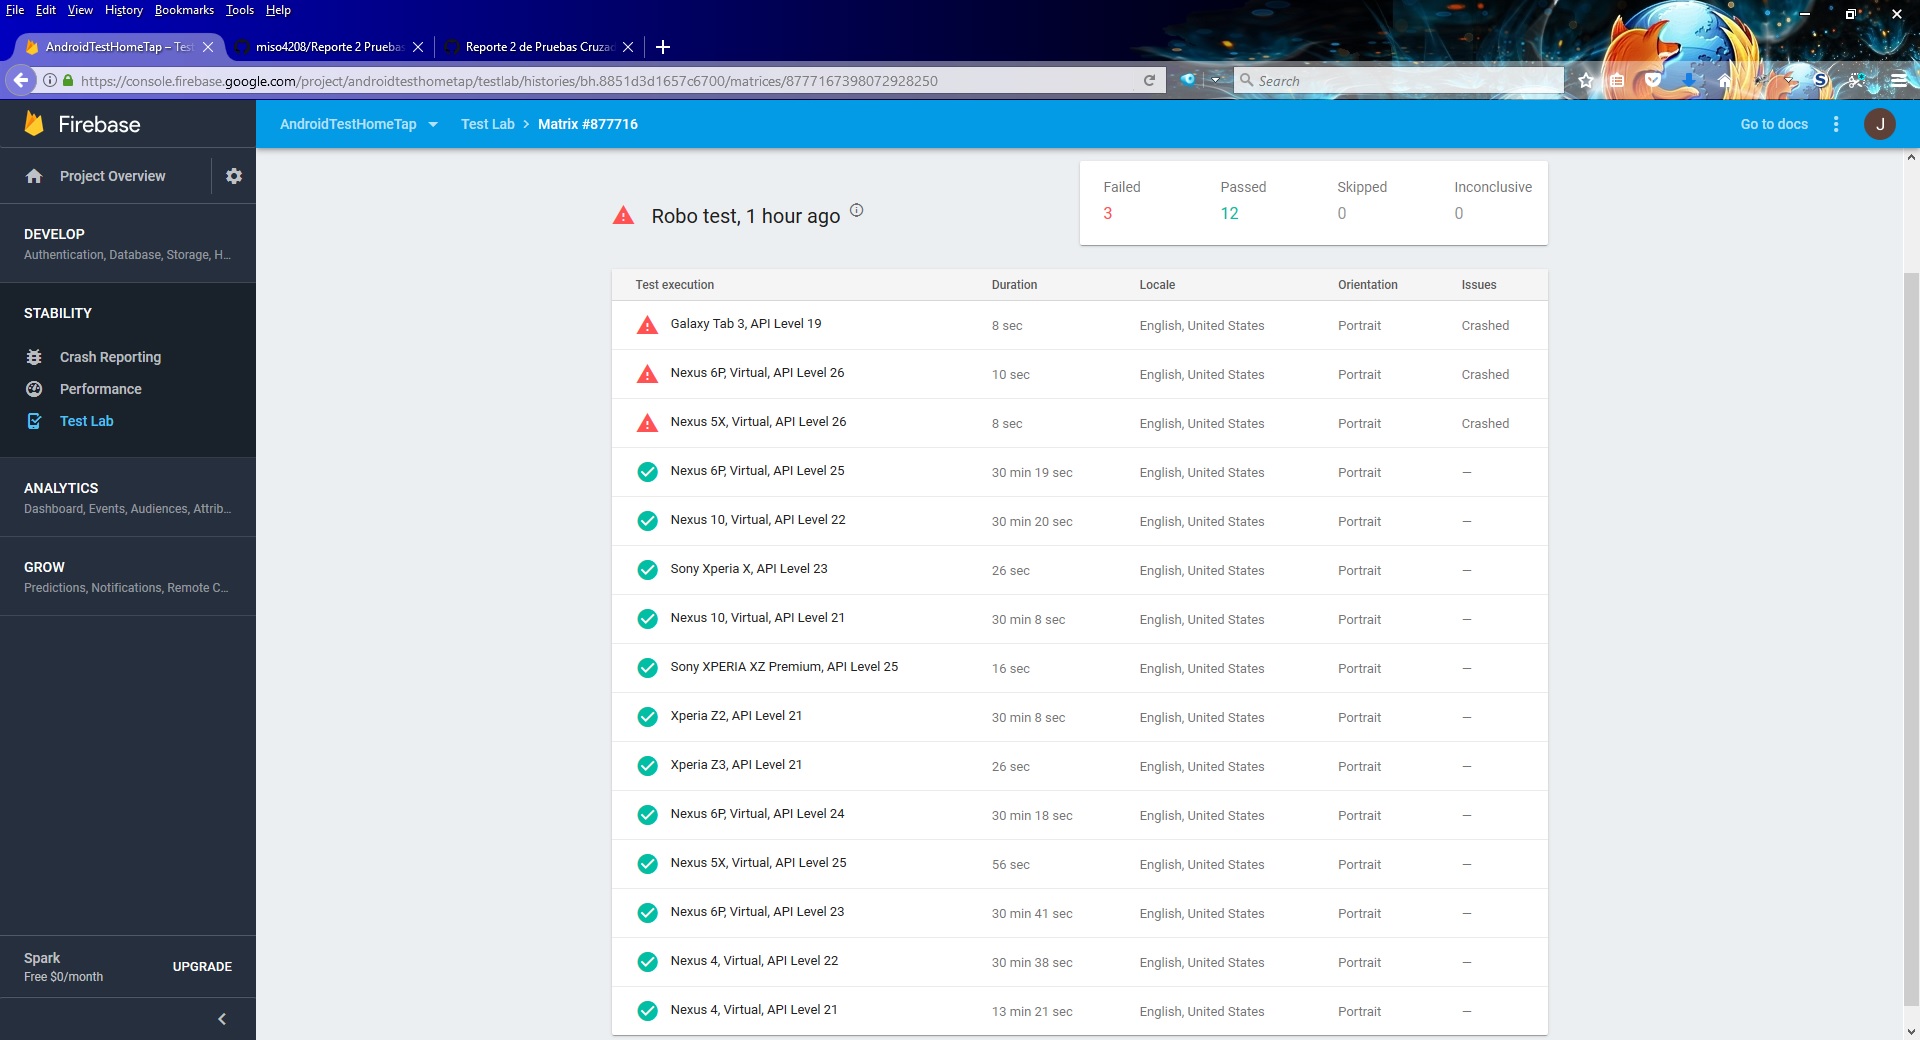 File Edit View History Bookmarks Tools Help
AndroidTestHomeTap – Test
miso4208/Reporte 2 Pruebas
Reporte 2 de Pruebas Cruza
https://console.firebase.google.com/project/androidtesthometap/testlab/histories/bh.8851d3d1657c6700/matrices/8777167398072928250
Search
Firebase
AndroidTestHomeTap
Test Lab > Matrix #877716
Go to docs
J
Project Overview
DEVELOP
Authentication, Database, Storage, H...
STABILITY
Crash Reporting
Performance
Test Lab
ANALYTICS
Dashboard, Events, Audiences, Attrib...
GROW
Predictions, Notifications, Remote C...
Spark
Free $0/month
UPGRADE
Robo test, 1 hour ago
Failed Passed Skipped Inconclusive
3 12 0 0
Test execution Duration Locale Orientation Issues
Galaxy Tab 3, API Level 19 8 sec English, United States Portrait Crashed
Nexus 6P, Virtual, API Level 26 10 sec English, United States Portrait Crashed
Nexus 5X, Virtual, API Level 26 8 sec English, United States Portrait Crashed
Nexus 6P, Virtual, API Level 25 30 min 19 sec English, United States Portrait —
Nexus 10, Virtual, API Level 22 30 min 20 sec English, United States Portrait —
Sony Xperia X, API Level 23 26 sec English, United States Portrait —
Nexus 10, Virtual, API Level 21 30 min 8 sec English, United States Portrait —
Sony XPERIA XZ Premium, API Level 25 16 sec English, United States Portrait —
Xperia Z2, API Level 21 30 min 8 sec English, United States Portrait —
Xperia Z3, API Level 21 26 sec English, United States Portrait —
Nexus 6P, Virtual, API Level 24 30 min 18 sec English, United States Portrait —
Nexus 5X, Virtual, API Level 25 56 sec English, United States Portrait —
Nexus 6P, Virtual, API Level 23 30 min 41 sec English, United States Portrait —
Nexus 4, Virtual, API Level 22 30 min 38 sec English, United States Portrait —
Nexus 4, Virtual, API Level 21 13 min 21 sec English, United States Portrait —